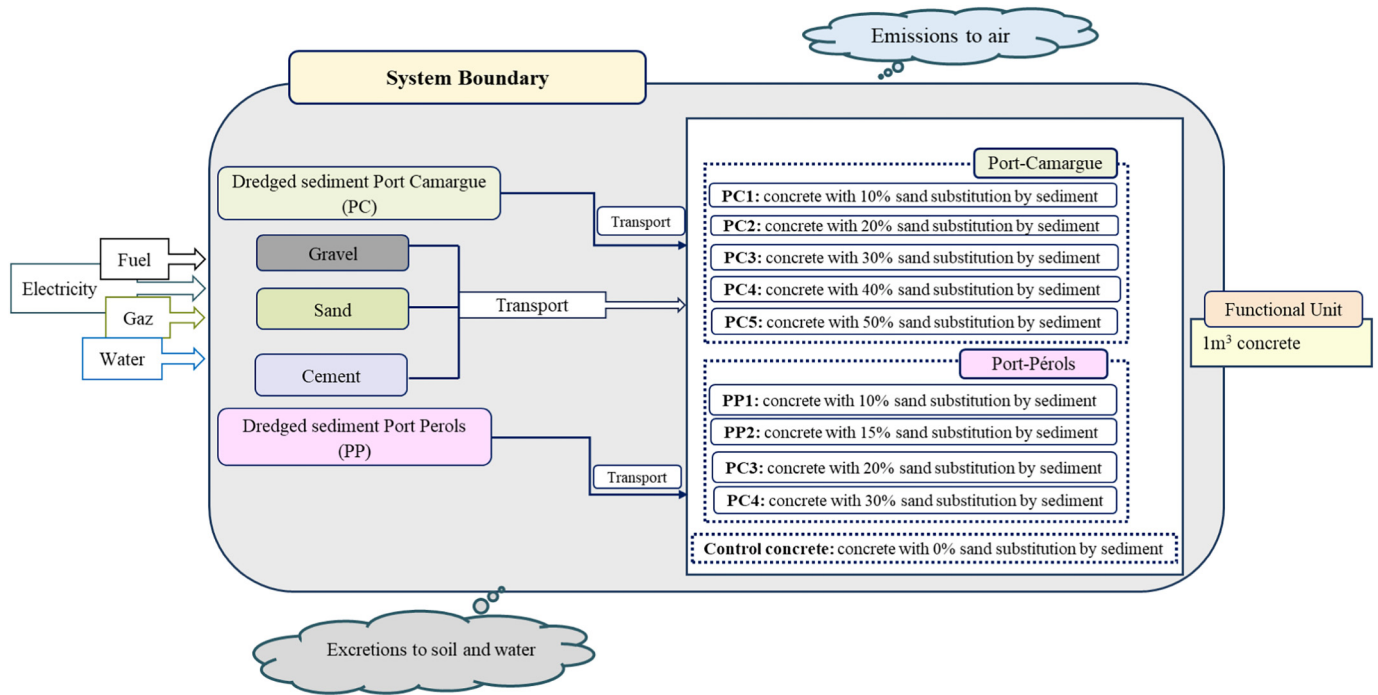 Emissions to air
System Boundary
Dredged sediment Port Camargue
(PC)
Gravel
Sand
Cement
Dredged sediment Port Perols
(PP)
Fuel
Electricity
Gaz
Water
Transport
Transport
Transport
Port-Camargue
PC1: concrete with 10% sand substitution by sediment
PC2: concrete with 20% sand substitution by sediment
PC3: concrete with 30% sand substitution by sediment
PC4: concrete with 40% sand substitution by sediment
PC5: concrete with 50% sand substitution by sediment
Port-Pérols
PP1: concrete with 10% sand substitution by sediment
PP2: concrete with 15% sand substitution by sediment
PC3: concrete with 20% sand substitution by sediment
PC4: concrete with 30% sand substitution by sediment
Control concrete: concrete with 0% sand substitution by sediment
Functional Unit
1m³ concrete
Excretions to soil and water